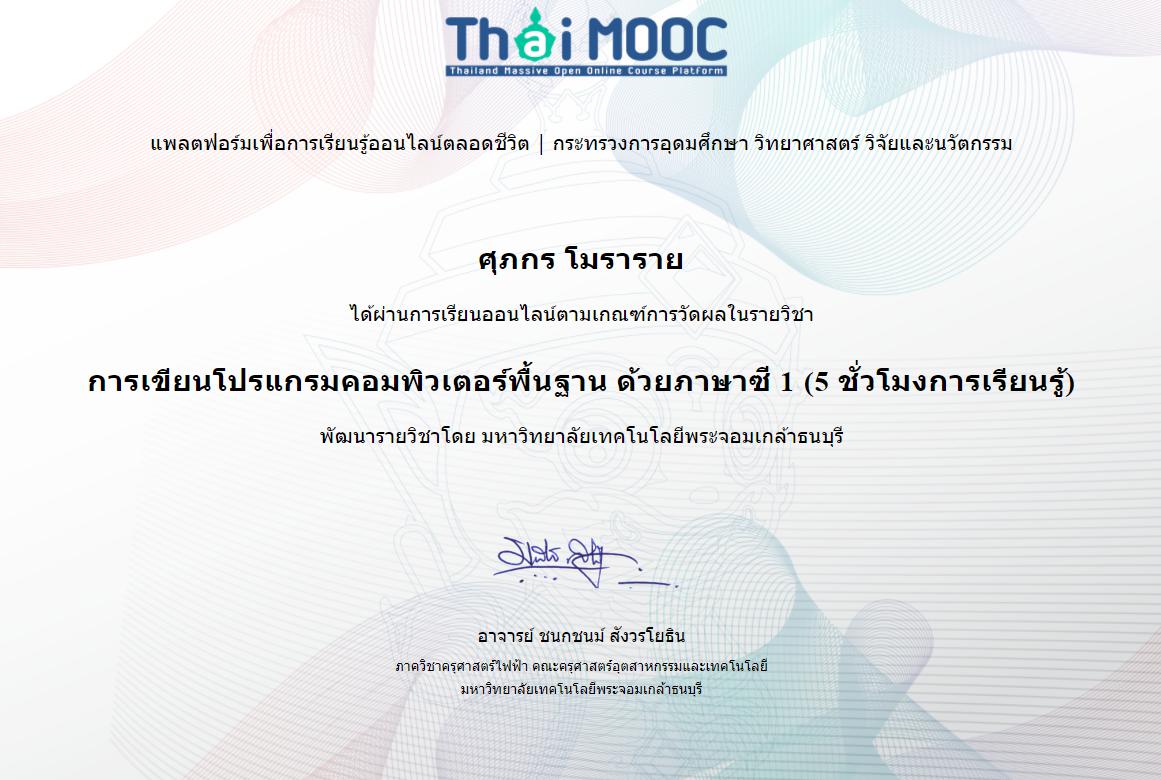 Thai MOOC
Thailand Massive Open Online Course Platform
แพลตฟอร์มเพื่อการเรียนรู้ออนไลน์ตลอดชีวิต | กระทรวงการอุดมศึกษา วิทยาศาสตร์ วิจัยและนวัตกรรม
ศุภกร โมราราย
ได้ผ่านการเรียนออนไลน์ตามเกณฑ์การวัดผลในรายวิชา
การเขียนโปรแกรมคอมพิวเตอร์พื้นฐาน ด้วยภาษาซี 1 (5 ชั่วโมงการเรียนรู้)
พัฒนารายวิชาโดย มหาวิทยาลัยเทคโนโลยีพระจอมเกล้าธนบุรี
อาจารย์ ชนกชนม์ สังวรโยธิน
ภาควิชาครุศาสตร์ไฟฟ้า คณะครุศาสตร์อุตสาหกรรมและเทคโนโลยี
มหาวิทยาลัยเทคโนโลยีพระจอมเกล้าธนบุรี